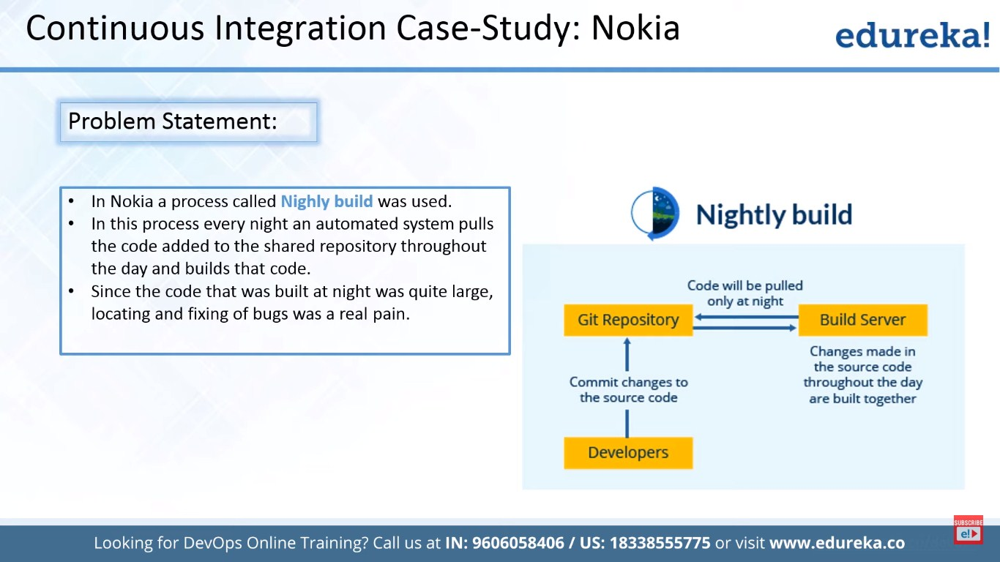 Continuous Integration Case-Study: Nokia
edureka!
Problem Statement:
• In Nokia a process called Nighly build was used.
• In this process every night an automated system pulls
the code added to the shared repository throughout
the day and builds that code.
• Since the code that was built at night was quite large,
locating and fixing of bugs was a real pain.
Nightly build
Code will be pulled
only at night
Git Repository
Build Server
Changes made in
the source code
throughout the day
are built together
Commit changes to
the source code
Developers
SUBSCRIBE
e!
Looking for DevOps Online Training? Call us at IN: 9606058406 / US: 18338555775 or visit www.edureka.co